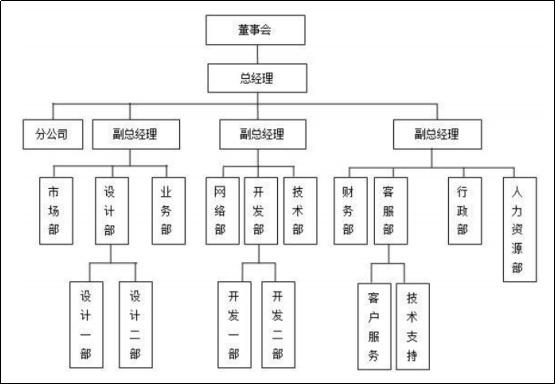 董事会
总经理
分公司
副总经理
副总经理
副总经理
市场部
设计部
业务部
网络部
开发部
技术部
财务部
客服部
行政部
人力资源部
设计一部
设计二部
开发一部
开发二部
客户服务
技术支持